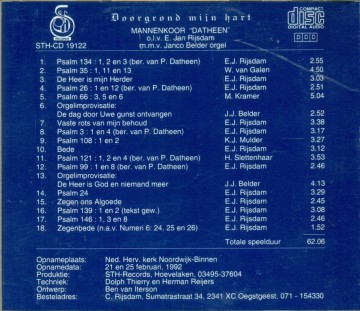 Doorgrond mijn hart
MANNENKOOR "DATHEEN"
o.l.v. E. Jan Rijsdam
m.m.v. Janco Belder orgel
STH-CD 19122
COMPACT disc DIGITAL AUDIO
DDD
1. Psalm 134 : 1, 2 en 3 (ber. van P. Datheen) E.J. Rijsdam 2.55
2. Psalm 35 : 1, 11 en 13 W. van Galen 4.50
3. De Heer is mijn Herder E.J. Rijsdam 3.03
4. Psalm 26 : 1 en 12 (ber. van P. Datheen) E.J. Rijsdam 2.51
5. Psalm 66 : 3, 5 en 6 M. Kramer 5.04
6. Orgelimprovisatie:
De dag door Uwe gunst ontvangen J.J. Belder 2.52
7. Vaste rots van mijn behoud E.J. Rijsdam 3.38
8. Psalm 3 : 1 en 4 (ber. van P. Datheen) E.J. Rijsdam 3.17
9. Psalm 108 : 1 en 2 K.J. Mulder 3.27
10. Bede E.J. Rijsdam 3.12
11. Psalm 121 : 1, 2 en 4 (ber. van P. Datheen) H. Slettenhaar 3.53
12. Psalm 99 : 1 en 8 (ber. van P. Datheen) E.J. Rijsdam 2.46
13. Orgelimprovisatie:
De Heer is God en niemand meer J.J. Belder 4.13
14. Psalm 24 E.J. Rijsdam 3.29
15. Zegen ons Algoede E.J. Rijsdam 2.45
16. Psalm 139 : 1 en 2 (tekst gew.) E.J. Rijsdam 3.08
17. Psalm 146 : 1, 3 en 8 E.J. Rijsdam 2.46
18. Zegenbede (n.a.v. Numeri 6: 24, 25 en 26) E.J. Rijsdam 1.52
Totale speelduur 62.06
Opnameplaats: Ned. Herv. kerk Noordwijk-Binnen
Opnamedata: 21 en 25 februari, 1992
Produktie: STH-Records, Hoevelaken, 03495-37604
Techniek: Dolph Thierry en Herman Reijers
Ontwerp: Ben van Iterson
Besteladres: C. Rijsdam, Sumatrastraat 34, 2341 XC Oegstgeest, 071 - 154330